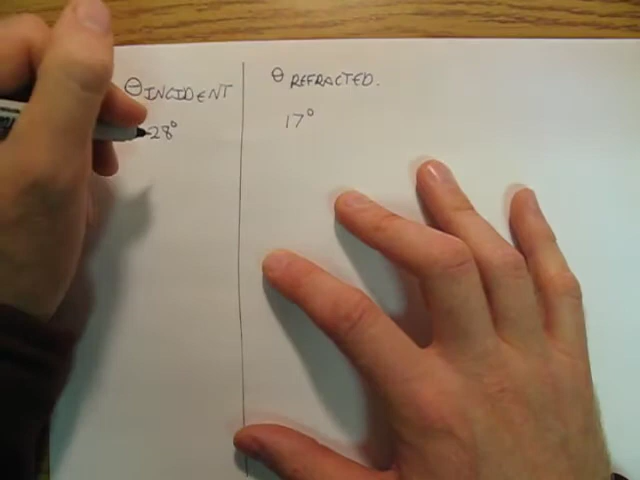 θ INCIDENT θ REFRACTED.
28° 17°